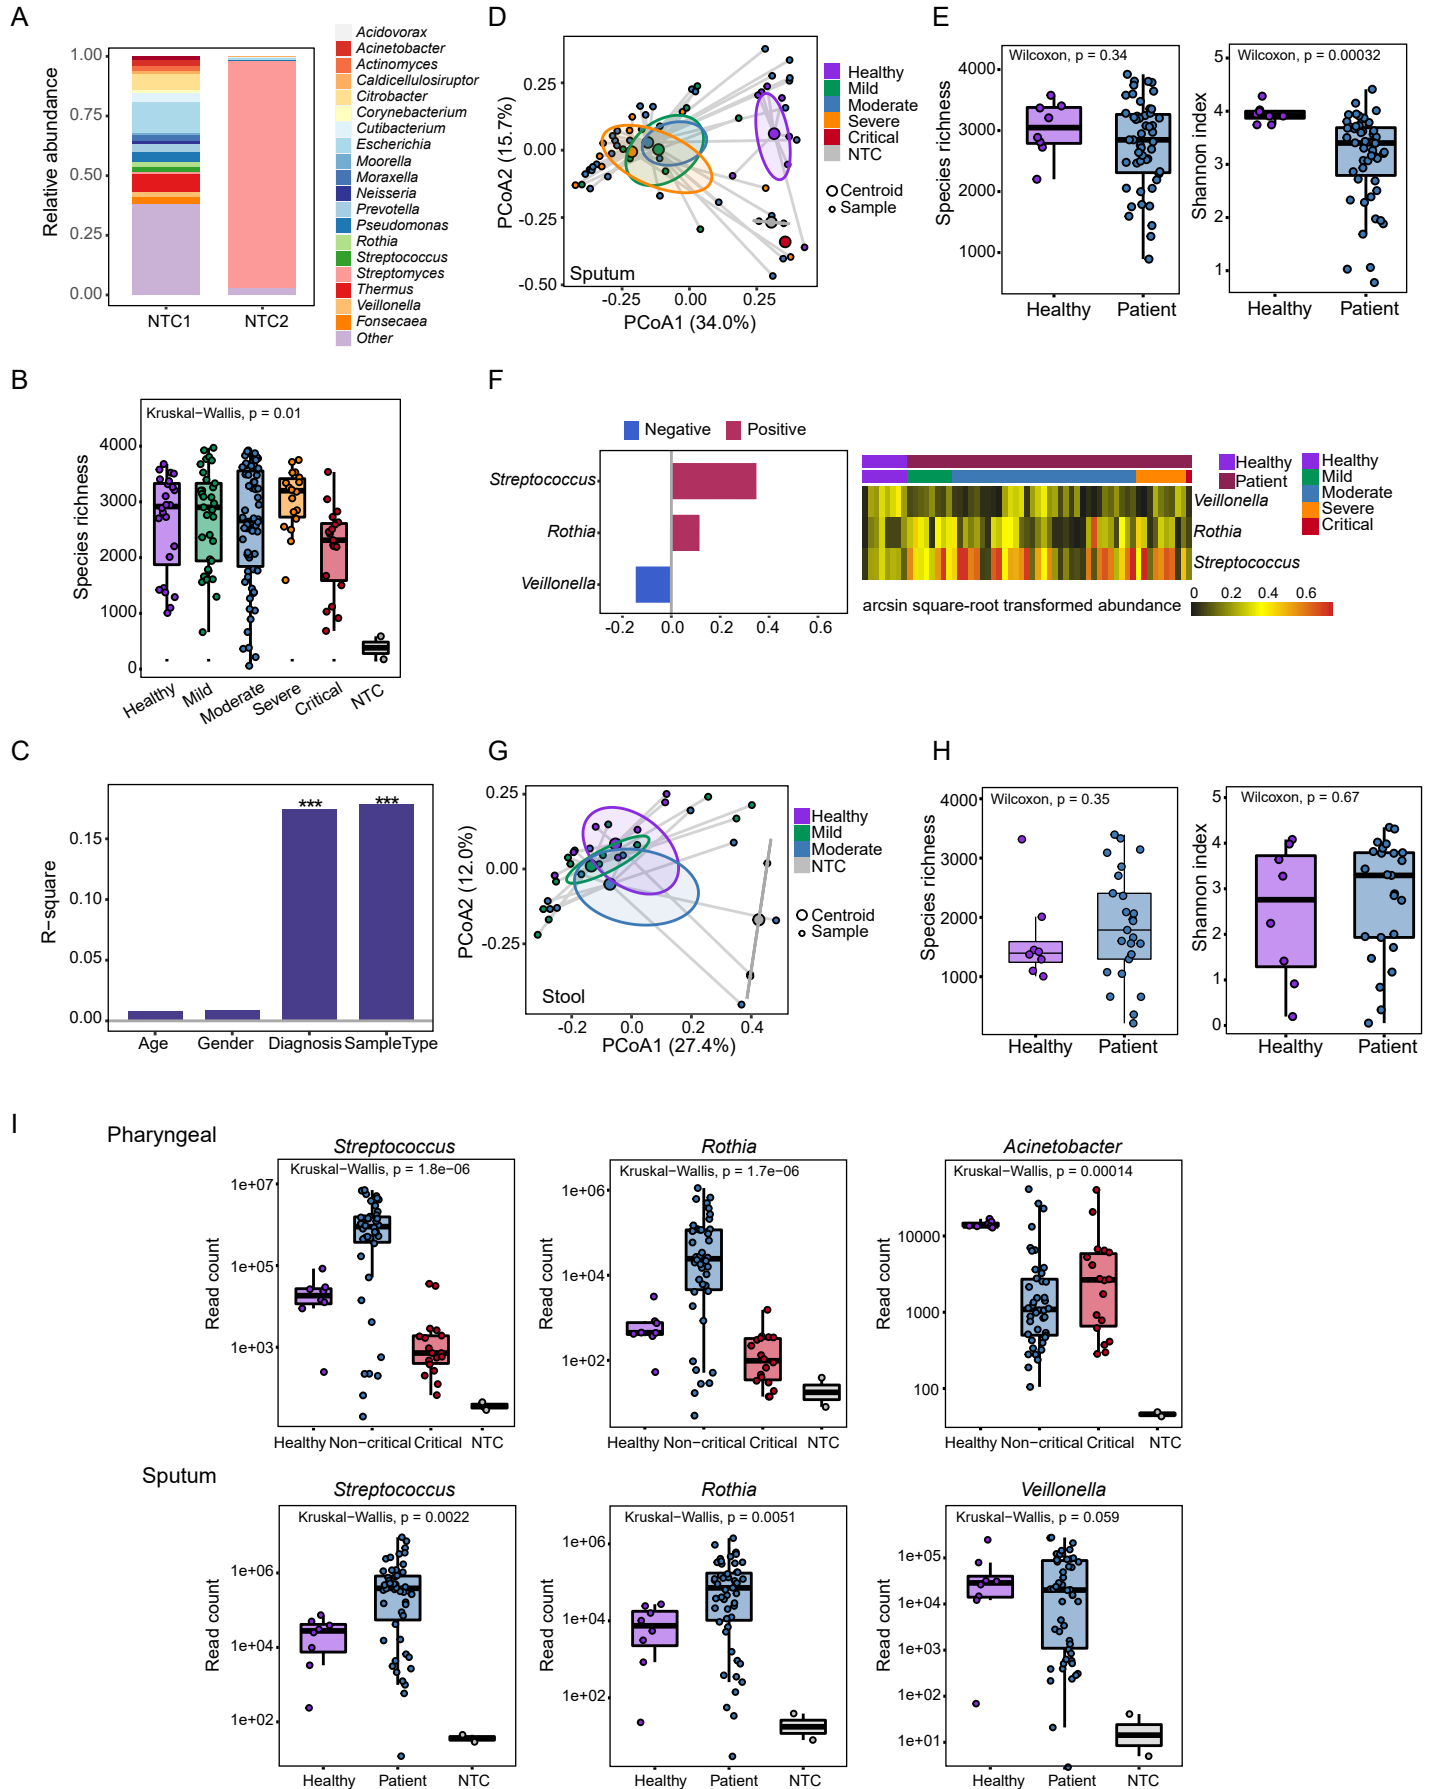 A
Relative abundance
1.00
0.75
0.50
0.25
0.00
NTC1 NTC2
Acidovorax
Acinetobacter
Actinomyces
Caldicellulosiruptor
Citrobacter
Corynebacterium
Cutibacterium
Escherichia
Moorella
Moraxella
Neisseria
Prevotella
Pseudomonas
Rothia
Streptococcus
Streptomyces
Thermus
Veillonella
Fonsecaea
Other
D
PCoA2 (15.7%)
0.25
0.00
-0.25
-0.50
Sputum
-0.25 0.00 0.25
PCoA1 (34.0%)
Healthy
Mild
Moderate
Severe
Critical
NTC
Centroid
Sample
E
Wilcoxon, p = 0.34
Species richness
4000
3000
2000
1000
Healthy Patient
Wilcoxon, p = 0.00032
Shannon index
5
4
3
2
1
Healthy Patient
B
Kruskal−Wallis, p = 0.01
Species richness
4000
3000
2000
1000
0
Healthy Mild Moderate Severe Critical NTC
F
Negative Positive
Streptococcus
Rothia
Veillonella
-0.2 0.0 0.2 0.4 0.6
Healthy
Patient
Healthy
Mild
Moderate
Severe
Critical
Veillonella
Rothia
Streptococcus
arcsin square-root transformed abundance
0 0.2 0.4 0.6
C
R−square
0.15
0.10
0.05
0.00
*** ***
Age Gender Diagnosis SampleType
G
PCoA2 (12.0%)
0.25
0.00
-0.25
Stool
-0.2 0.0 0.2 0.4
PCoA1 (27.4%)
Healthy
Mild
Moderate
NTC
Centroid
Sample
H
Wilcoxon, p = 0.35
Species richness
4000
3000
2000
1000
Healthy Patient
Wilcoxon, p = 0.67
Shannon index
5
4
3
2
1
0
Healthy Patient
I
Pharyngeal
Streptococcus
Kruskal−Wallis, p = 1.8e−06
Read count
1e+07
1e+05
1e+03
Healthy Non−critical Critical NTC
Rothia
Kruskal−Wallis, p = 1.7e−06
Read count
1e+06
1e+04
1e+02
Healthy Non−critical Critical NTC
Acinetobacter
Kruskal−Wallis, p = 0.00014
Read count
10000
1000
100
Healthy Non−critical Critical NTC
Sputum
Streptococcus
Kruskal−Wallis, p = 0.0022
Read count
1e+06
1e+04
1e+02
Healthy Patient NTC
Rothia
Kruskal−Wallis, p = 0.0051
Read count
1e+06
1e+04
1e+02
Healthy Patient NTC
Veillonella
Kruskal−Wallis, p = 0.059
Read count
1e+05
1e+04
1e+03
1e+02
1e+01
Healthy Patient NTC